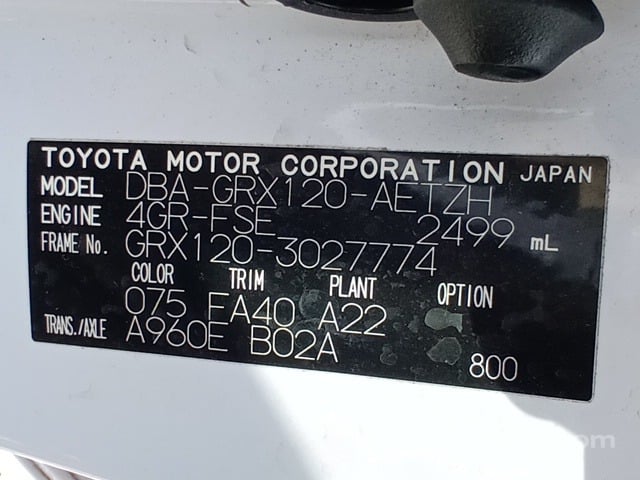 TOYOTA MOTOR CORPORATION JAPAN
MODEL DBA-GRX120-AETZH
ENGINE 4GR-FSE 2499 mL
FRAME No. GRX120-3027774
COLOR TRIM PLANT OPTION
075 FA40 A22
TRANS./AXLE A960E B02A 800